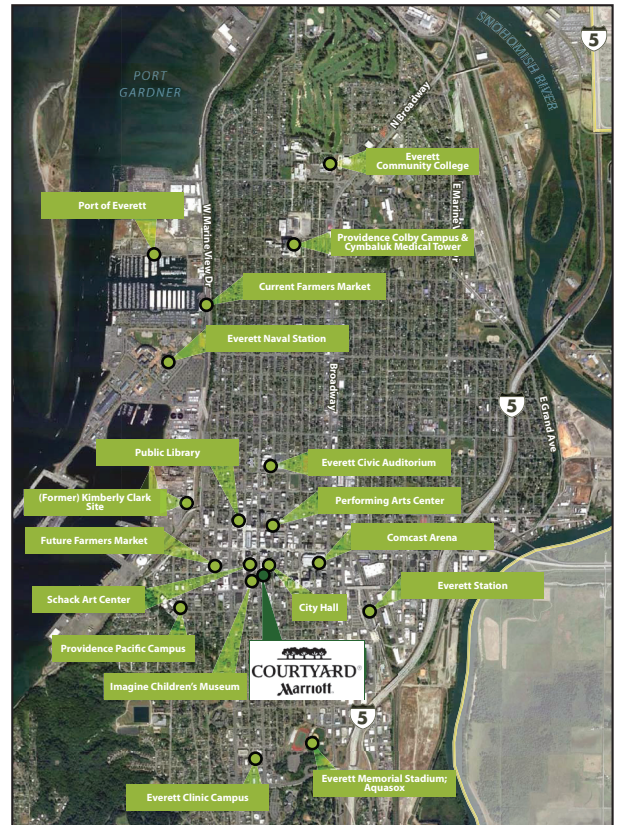 5
SNOHOMISH RIVER
PORT
GARDNER
N Broadway
Everett
Community College
E Marine V
Dr
W Marine View Dr
Port of Everett
Providence Colby Campus &
Cymbaluk Medical Tower
Current Farmers Market
Everett Naval Station
Broadway
5
E Grand Ave
Public Library
Everett Civic Auditorium
(Former) Kimberly Clark
Site
Performing Arts Center
Future Farmers Market
Comcast Arena
Schack Art Center
City Hall
Everett Station
Providence Pacific Campus
COURTYARD®
Marriott.
Imagine Children's Museum
5
Everett Memorial Stadium;
Aquasox
Everett Clinic Campus